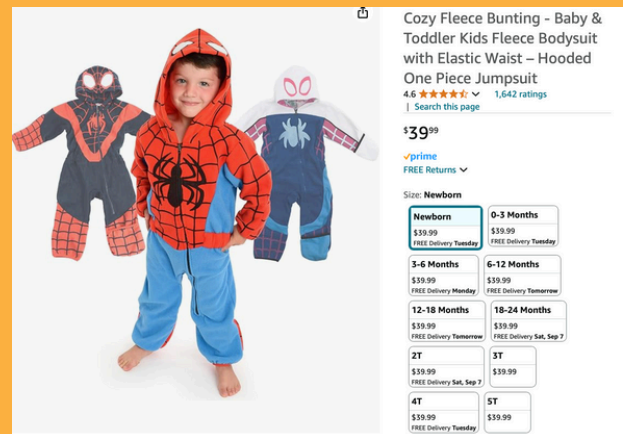 Cozy Fleece Bunting - Baby &
Toddler Kids Fleece Bodysuit
with Elastic Waist – Hooded
One Piece Jumpsuit
4.6 1,642 ratings
| Search this page
$39.99
prime
FREE Returns
Size: Newborn
Newborn
$39.99
FREE Delivery Tuesday
0-3 Months
$39.99
FREE Delivery Tuesday
3-6 Months
$39.99
FREE Delivery Monday
6-12 Months
$39.99
FREE Delivery Tomorrow
12-18 Months
$39.99
FREE Delivery Tomorrow
18-24 Months
$39.99
FREE Delivery Sat, Sep 7
2T
$39.99
FREE Delivery Sat, Sep 7
3T
$39.99
4T
$39.99
FREE Delivery Tuesday
5T
$39.99